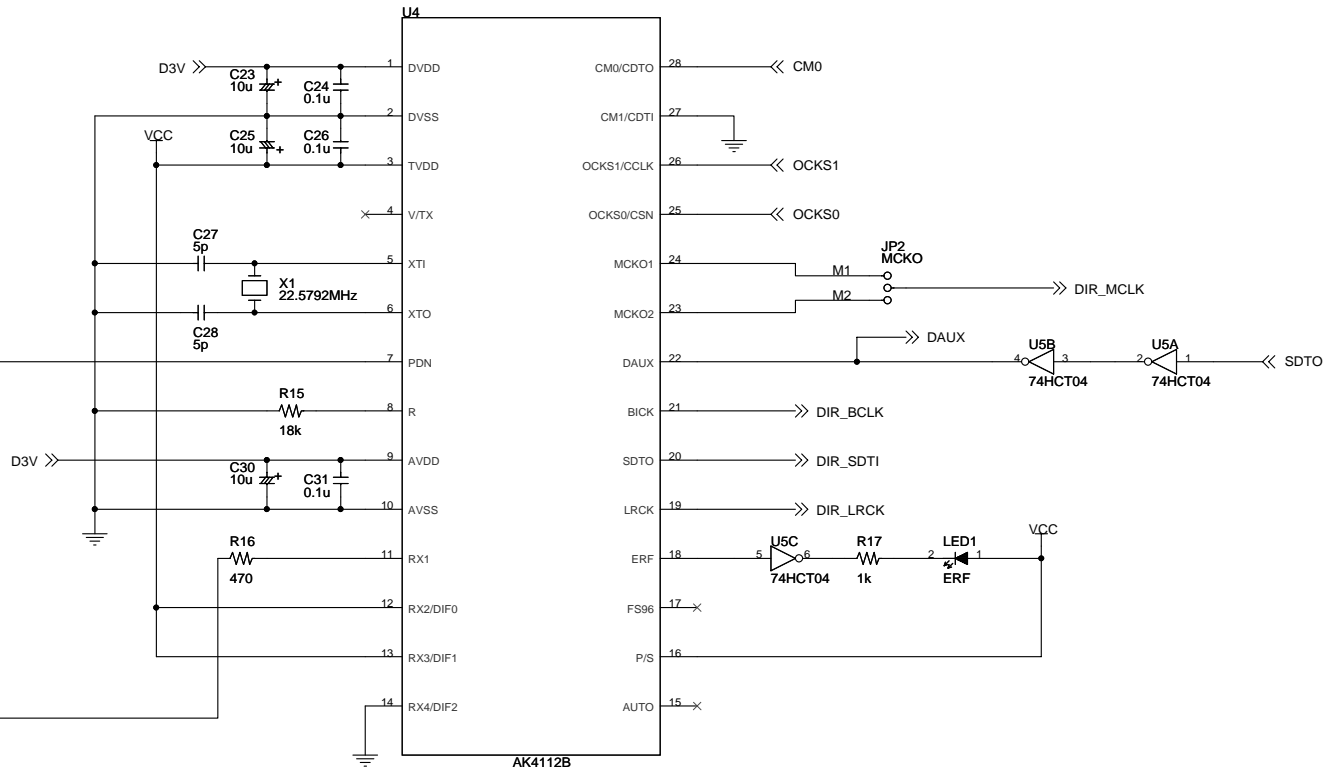 U4
D3V
C23
10u
C24
0.1u
1
DVDD
CM0/CDTO
28
CM0
2
DVSS
CM1/CDTI
27
VCC
C25
10u
C26
0.1u
3
TVDD
OCKS1/CCLK
26
OCKS1
4
V/TX
OCKS0/CSN
25
OCKS0
C27
5p
5
XTI
MCKO1
24
JP2
MCKO
M1
X1
22.5792MHz
DIR_MCLK
M2
C28
5p
6
XTO
MCKO2
23
DAUX
7
PDN
DAUX
22
U5B
4
3
74HCT04
U5A
2
1
74HCT04
SDTO
R15
18k
8
R
BICK
21
DIR_BCLK
D3V
C30
10u
C31
0.1u
9
AVDD
SDTO
20
DIR_SDTI
10
AVSS
LRCK
19
DIR_LRCK
VCC
R16
470
11
RX1
ERF
18
U5C
5
6
74HCT04
R17
1k
LED1
2
1
ERF
12
RX2/DIF0
FS96
17
13
RX3/DIF1
P/S
16
14
RX4/DIF2
AUTO
15
AK4112B